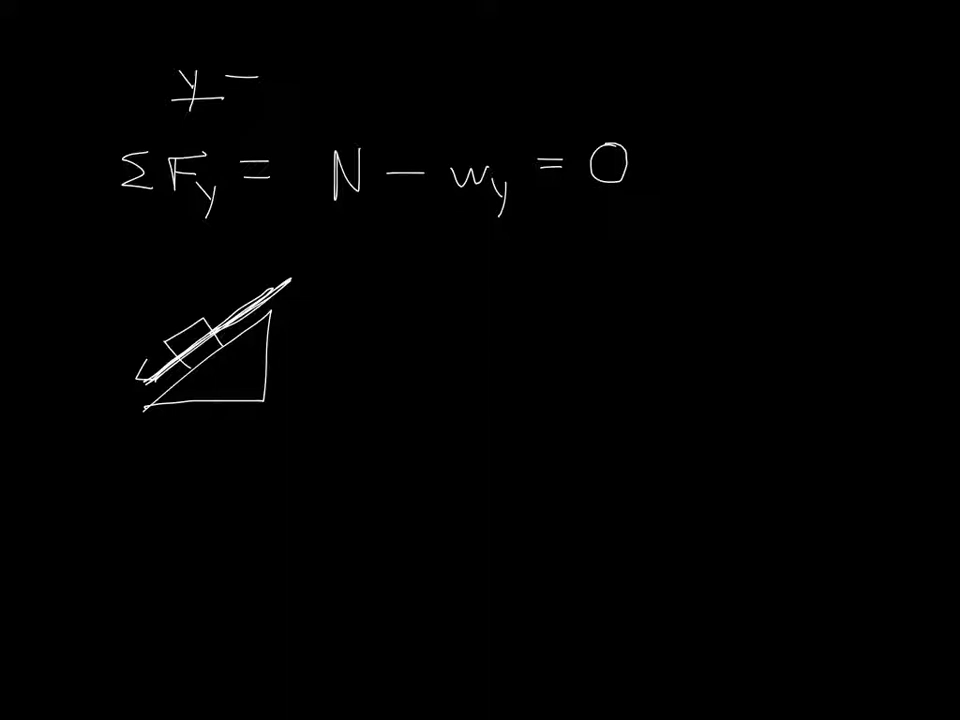 y -
ΣF_y = N - w_y = 0